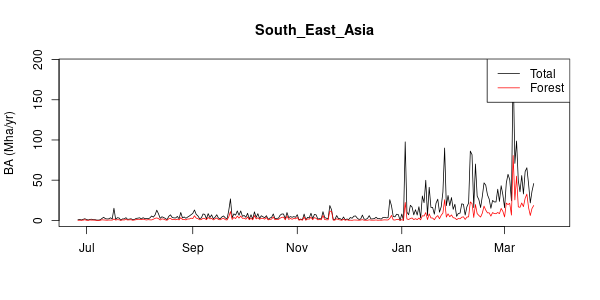 South_East_Asia
BA (Mha/yr)
200
150
100
50
0
Total
Forest
Jul Sep Nov Jan Mar